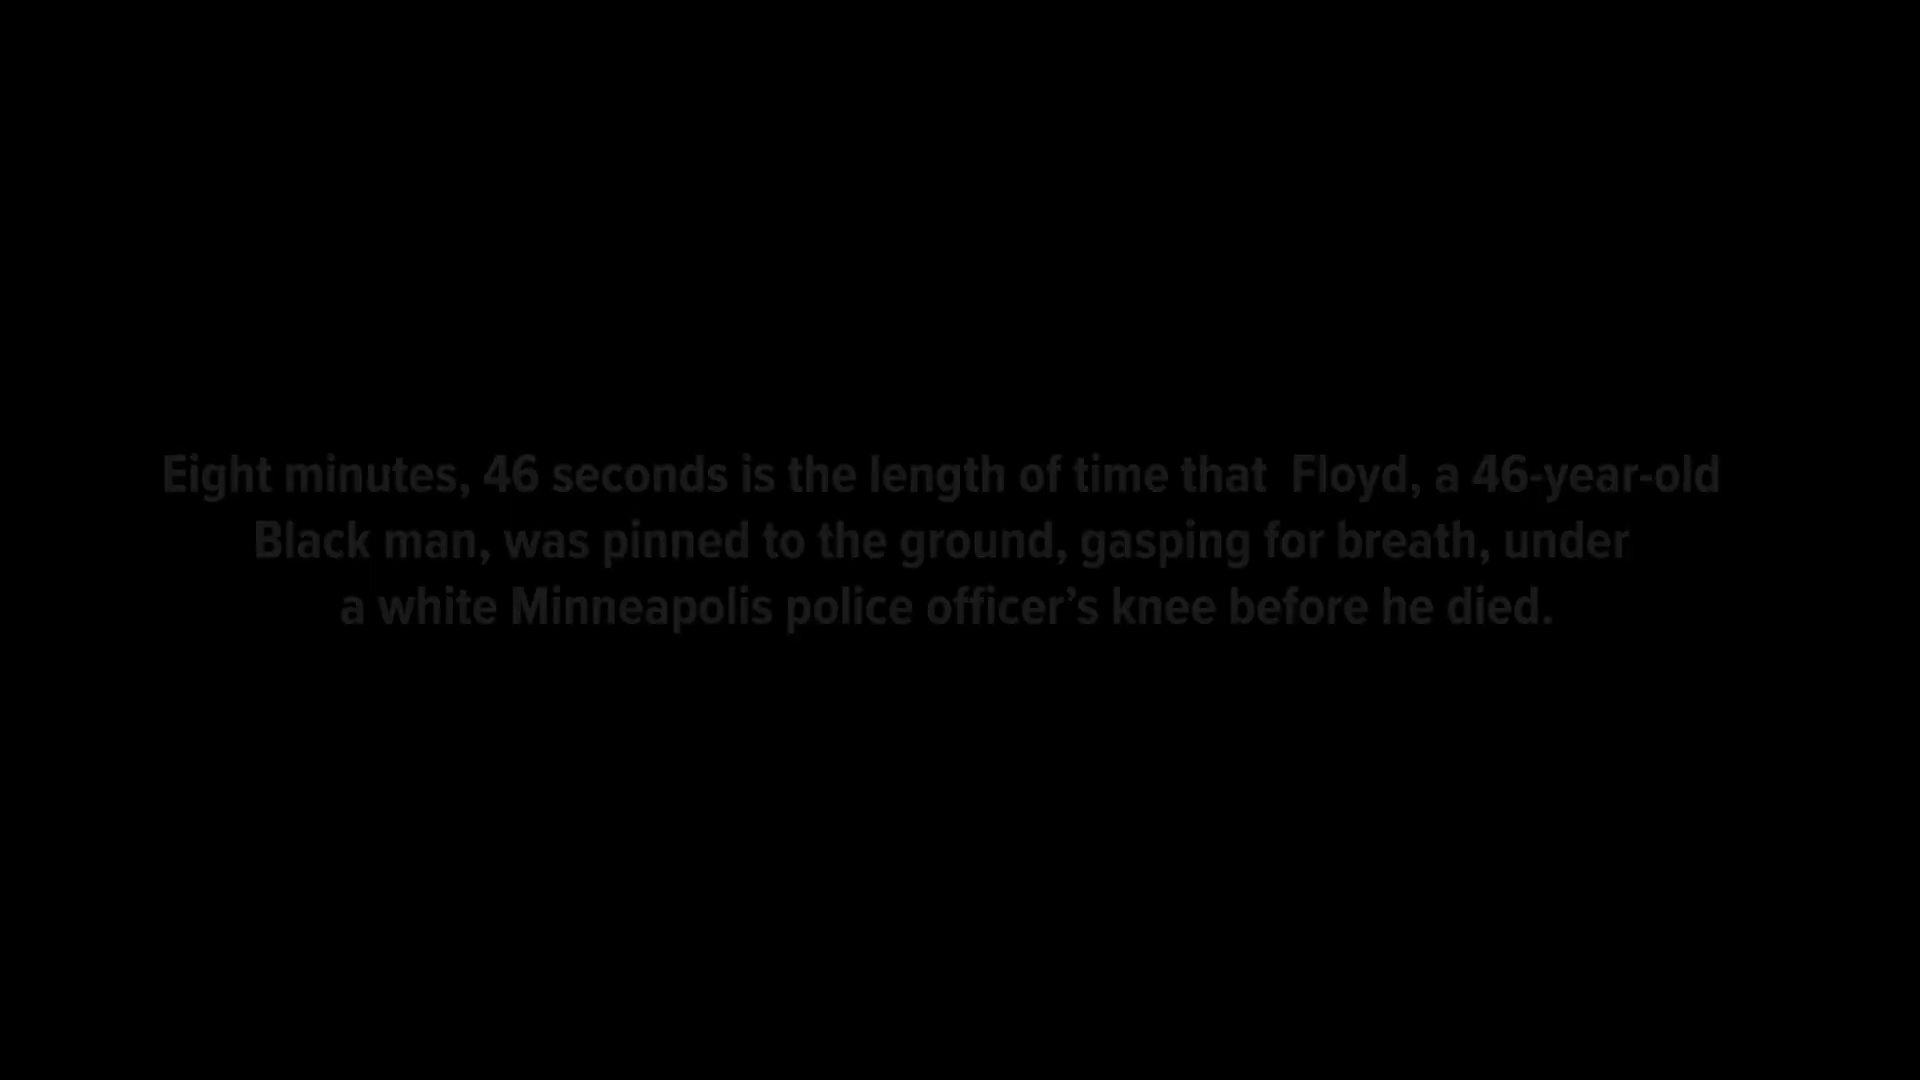 Eight minutes, 46 seconds is the length of time that  Floyd, a 46-year-old
Black man, was pinned to the ground, gasping for breath, under
a white Minneapolis police officer’s knee before he died.